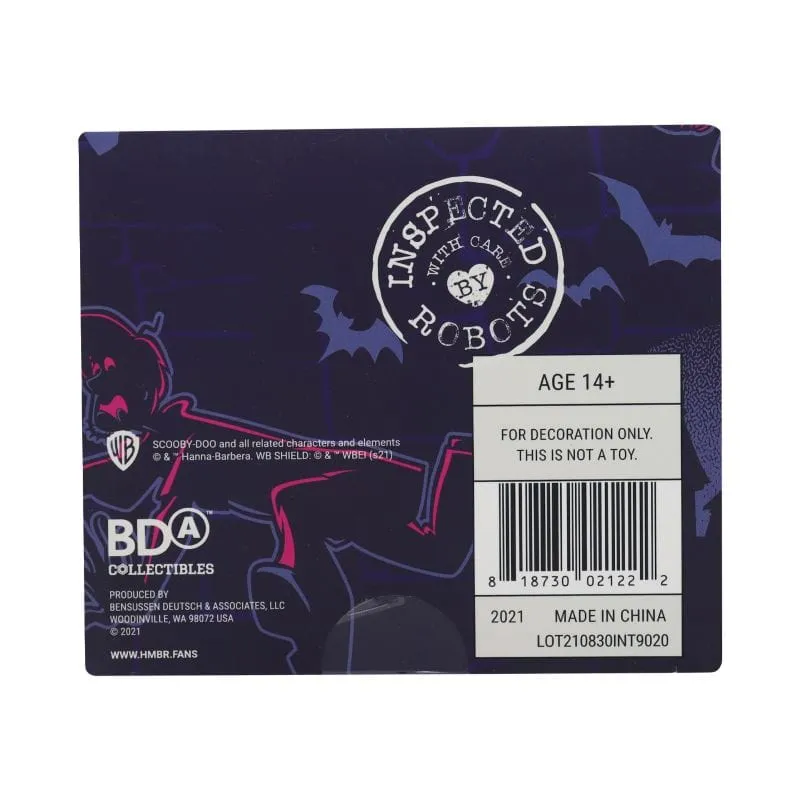 INSPECTED
WITH CARE
BY
ROBOTS
AGE 14+
FOR DECORATION ONLY.
THIS IS NOT A TOY.
8 18730 02122 2
2021 MADE IN CHINA
LOT210830INT9020
WB
SCOOBY-DOO and all related characters and elements
© & ™ Hanna-Barbera. WB SHIELD: © & ™ WBEI (s21)
BDA™
COLLECTIBLES
PRODUCED BY
BENSUSSEN DEUTSCH & ASSOCIATES, LLC
WOODINVILLE, WA 98072 USA
© 2021
WWW.HMBR.FANS